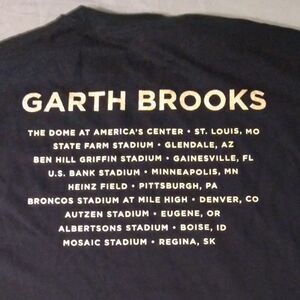 GARTH BROOKS
THE DOME AT AMERICA'S CENTER • ST. LOUIS, MO
STATE FARM STADIUM • GLENDALE, AZ
BEN HILL GRIFFIN STADIUM • GAINESVILLE, FL
U.S. BANK STADIUM • MINNEAPOLIS, MN
HEINZ FIELD • PITTSBURGH, PA
BRONCOS STADIUM AT MILE HIGH • DENVER, CO
AUTZEN STADIUM • EUGENE, OR
ALBERTSONS STADIUM • BOISE, ID
MOSAIC STADIUM • REGINA, SK